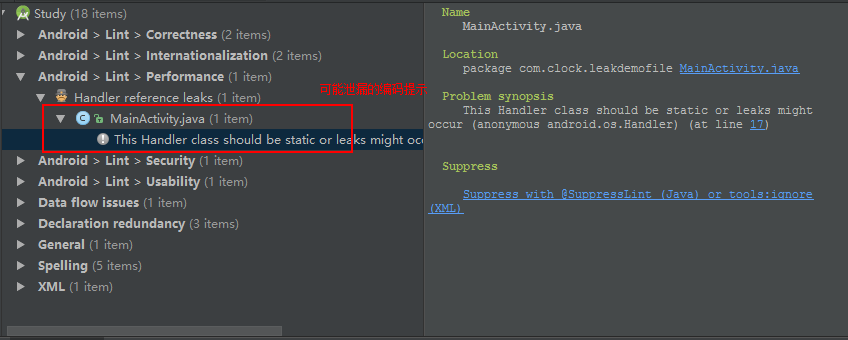 Study (18 items)
Android > Lint > Correctness (2 items)
Android > Lint > Internationalization (2 items)
Android > Lint > Performance (1 item)
可能泄漏的编码提示
Handler reference leaks (1 item)
MainActivity.java (1 item)
This Handler class should be static or leaks might occ
Android > Lint > Security (1 item)
Android > Lint > Usability (1 item)
Data flow issues (1 item)
Declaration redundancy (3 items)
General (1 item)
Spelling (5 items)
XML (1 item)
Name
MainActivity.java
Location
package com.clock.leakdemofile MainActivity.java
Problem synopsis
This Handler class should be static or leaks might
occur (anonymous android.os.Handler) (at line 17)
Suppress
Suppress with @SuppressLint (Java) or tools:ignore
(XML)